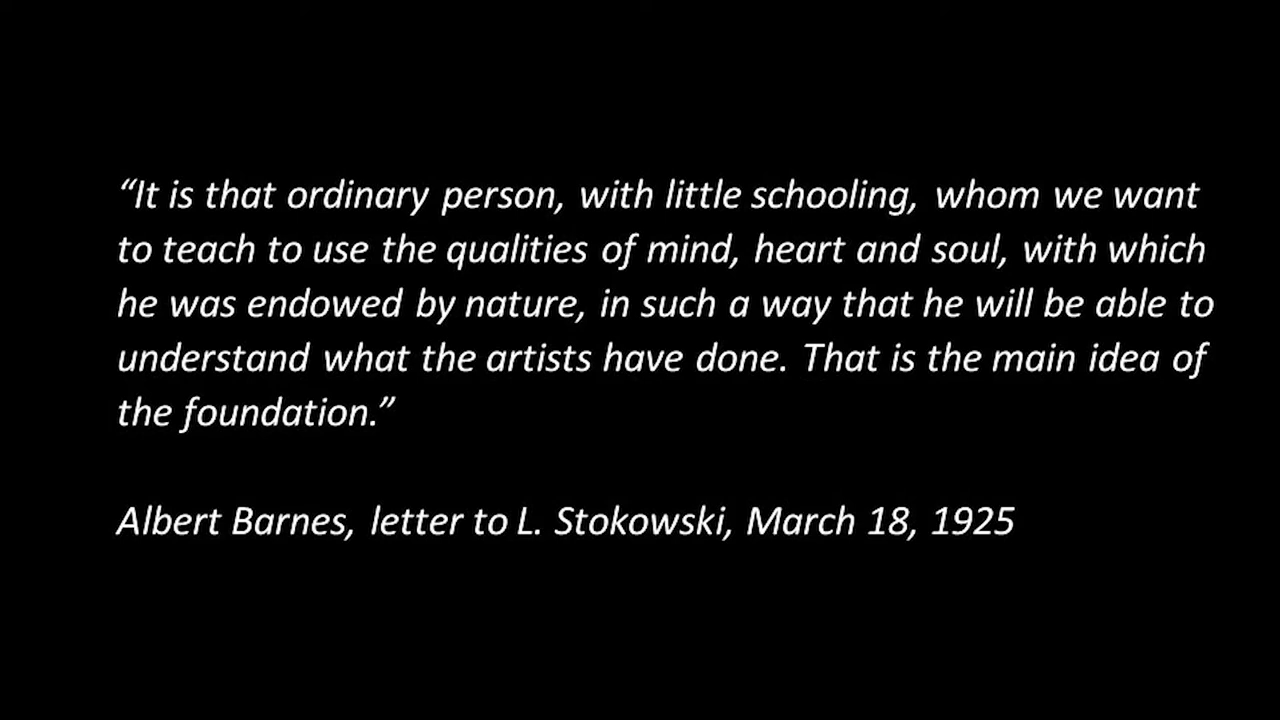 “It is that ordinary person, with little schooling, whom we want
to teach to use the qualities of mind, heart and soul, with which
he was endowed by nature, in such a way that he will be able to
understand what the artists have done. That is the main idea of
the foundation.”
Albert Barnes, letter to L. Stokowski, March 18, 1925